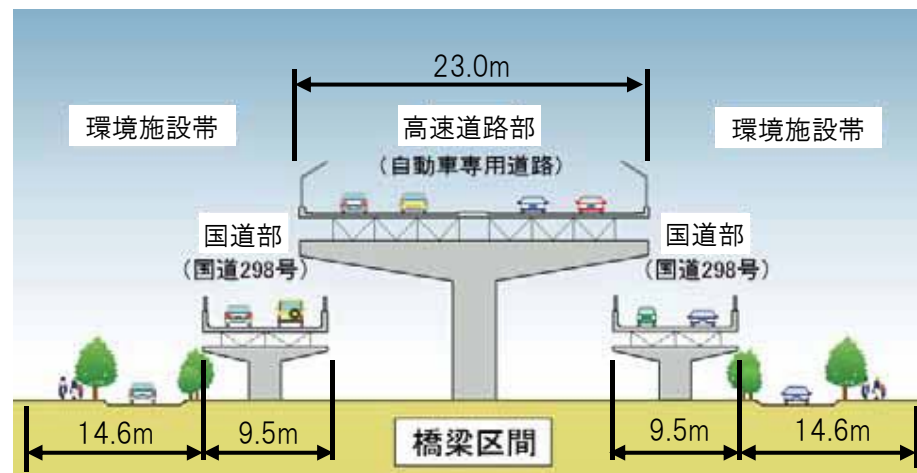 23.0m
環境施設帯
高速道路部
(自動車専用道路)
環境施設帯
国道部
(国道298号)
国道部
(国道298号)
14.6m
9.5m
橋梁区間
9.5m
14.6m